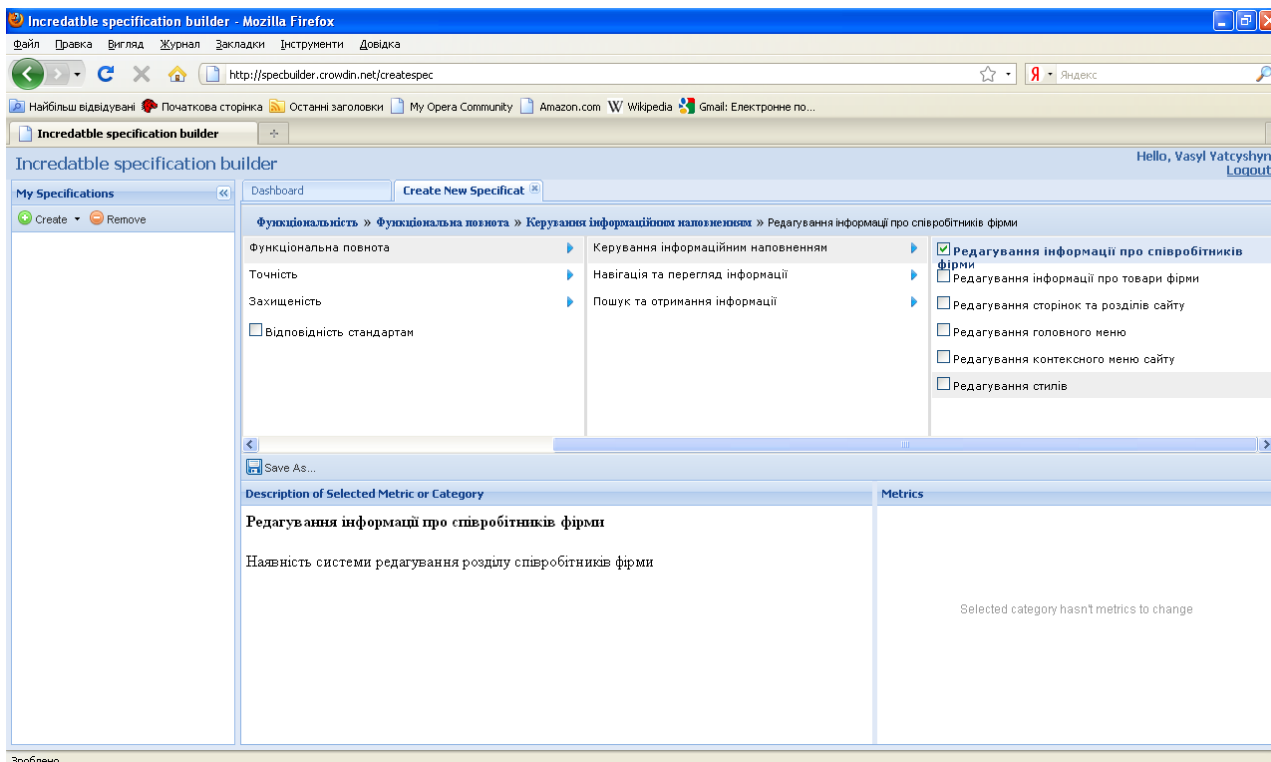 Incredatble specification builder - Mozilla Firefox
Файл Правка Вигляд Журнал Закладки Інструменти Довідка
http://specbuilder.crowdin.net/createspec Я Яндекс
Найбільш відвідувані Початкова сторінка Останні заголовки My Opera Community Amazon.com W Wikipedia Gmail: Електронне по...
Incredatble specification builder
Incredatble specification builder
Hello, Vasyl Yatcyshyn
Logout
My Specifications
Create Remove
Dashboard Create New Specificat
Функціональність » Функціональна повнота » Керування інформаційним наповненням » Редагування інформації про співробітників фірми
Функціональна повнота
Точність
Захищеність
Відповідність стандартам
Керування інформаційним наповненням
Навігація та перегляд інформації
Пошук та отримання інформації
Редагування інформації про співробітників
фірми
Редагування інформації про товари фірми
Редагування сторінок та розділів сайту
Редагування головного меню
Редагування контексного меню сайту
Редагування стилів
Save As...
Description of Selected Metric or Category
Редагування інформації про співробітників фірми
Наявність системи редагування розділу співробітників фірми
Metrics
Selected category hasn't metrics to change
Зроблено